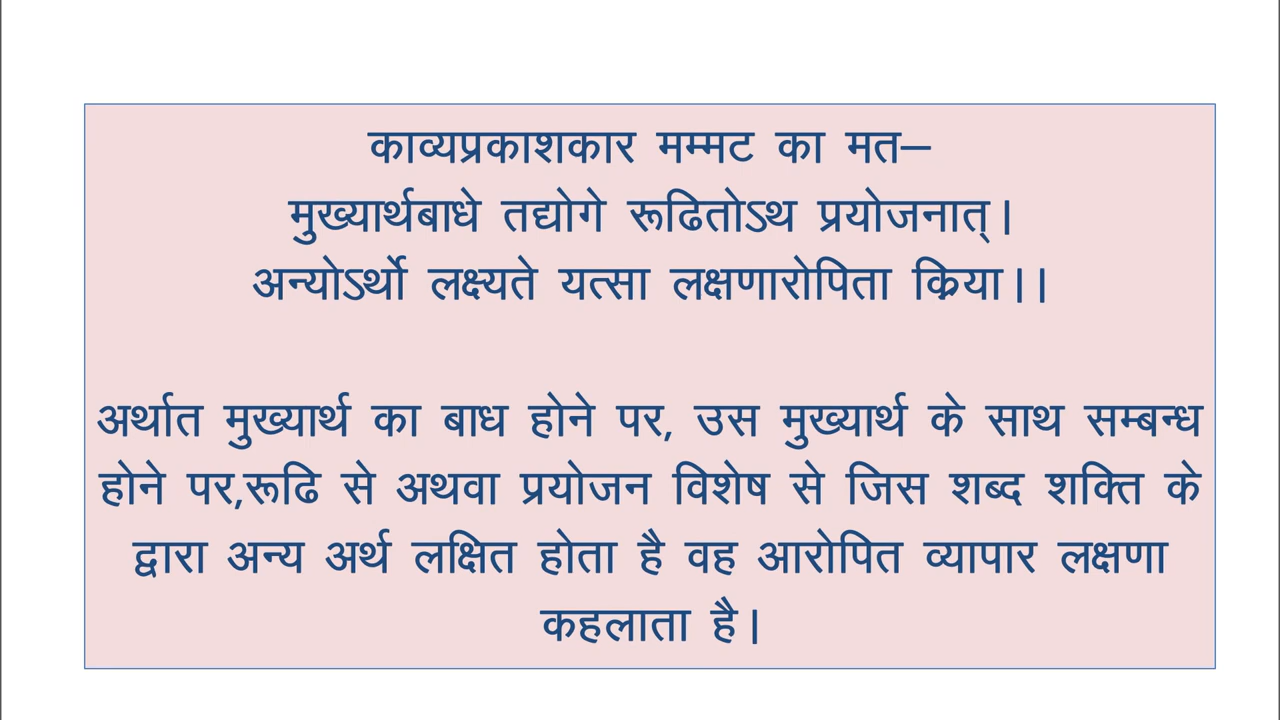 काव्यप्रकाशकार मम्मट का मत–
मुख्यार्थबाधे तद्योगे रूढितोऽथ प्रयोजनात्।
अन्योऽर्थो लक्ष्यते यत्सा लक्षणारोपिता क्रिया।।
अर्थात मुख्यार्थ का बाध होने पर, उस मुख्यार्थ के साथ सम्बन्ध
होने पर,रूढि से अथवा प्रयोजन विशेष से जिस शब्द शक्ति के
द्वारा अन्य अर्थ लक्षित होता है वह आरोपित व्यापार लक्षणा
कहलाता है।